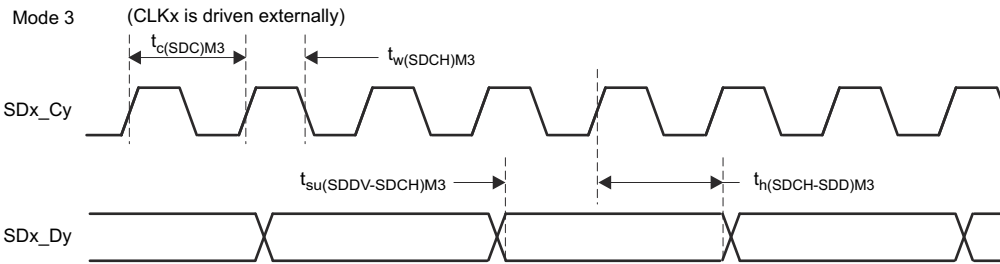 Mode 3 (CLKx is driven externally)
tc(SDC)M3
tw(SDCH)M3
SDx_Cy
tsu(SDDV-SDCH)M3
th(SDCH-SDD)M3
SDx_Dy